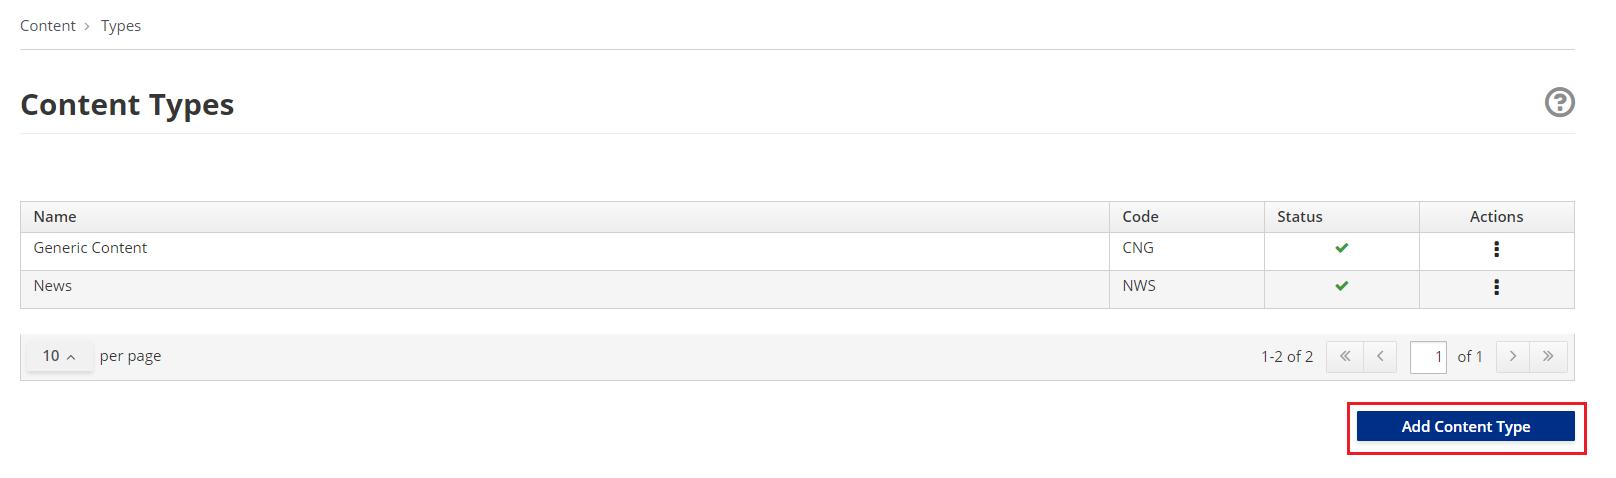 Content > Types
Content Types
Name Code Status Actions
Generic Content CNG
News NWS
10 per page 1-2 of 2 « < 1 of 1 > »
Add Content Type